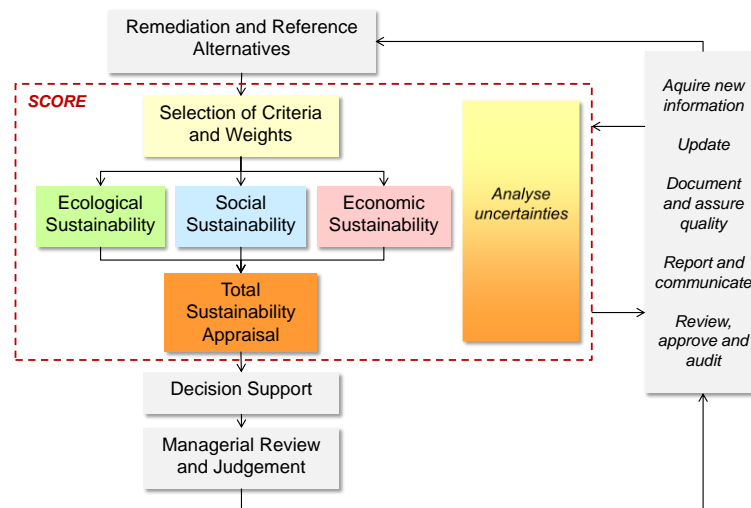 Remediation and Reference
Alternatives
SCORE
Selection of Criteria
and Weights
Ecological
Sustainability
Social
Sustainability
Economic
Sustainability
Total
Sustainability
Appraisal
Analyse
uncertainties
Decision Support
Managerial Review
and Judgement
Aquire new
information
Update
Document
and assure
quality
Report and
communicate
Review,
approve and
audit